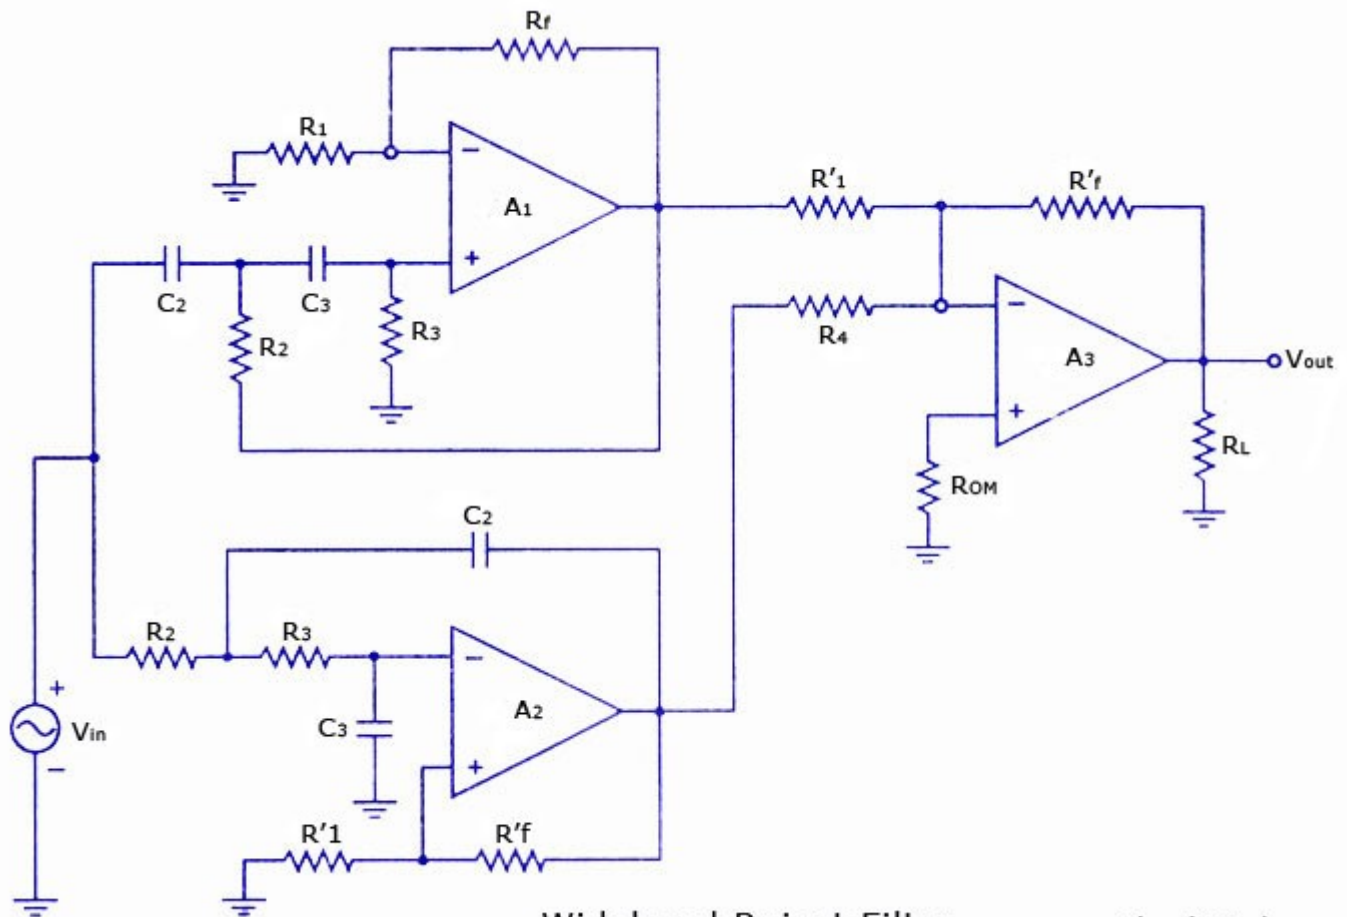 Rf
R1
−
A1
R'1
R'f
+
C2
C3
R2
R3
−
R4
A3
Vout
+
RL
ROM
C2
R2
R3
−
+
A2
Vin
C3
−
+
R'1
R'f